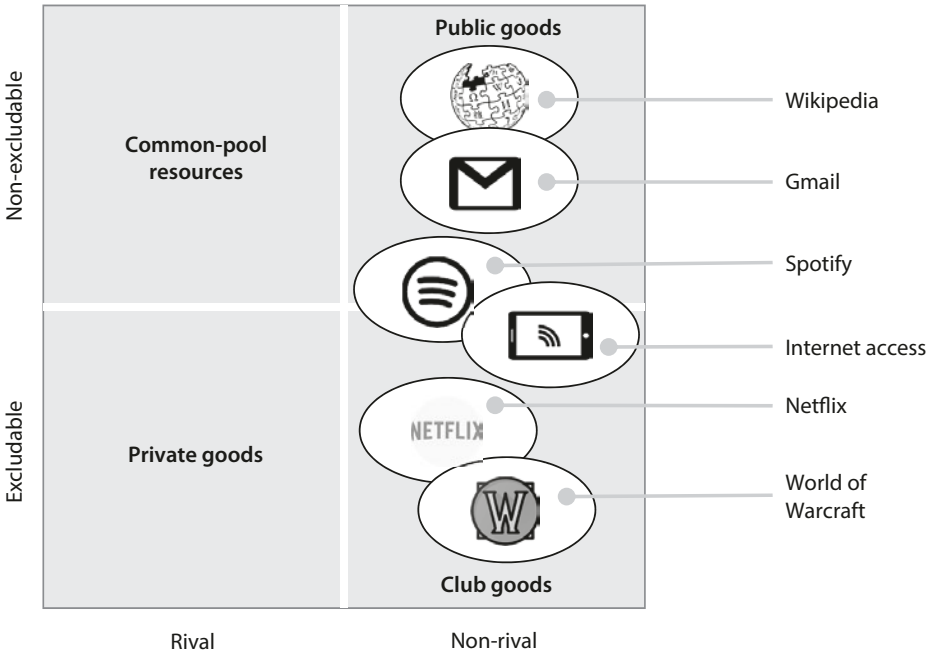 Public goods
Non-excludable
Common-pool
resources
Wikipedia
Gmail
Spotify
Internet access
Excludable
Private goods
NETFLIX
Netflix
W
World of
Warcraft
Club goods
Rival
Non-rival